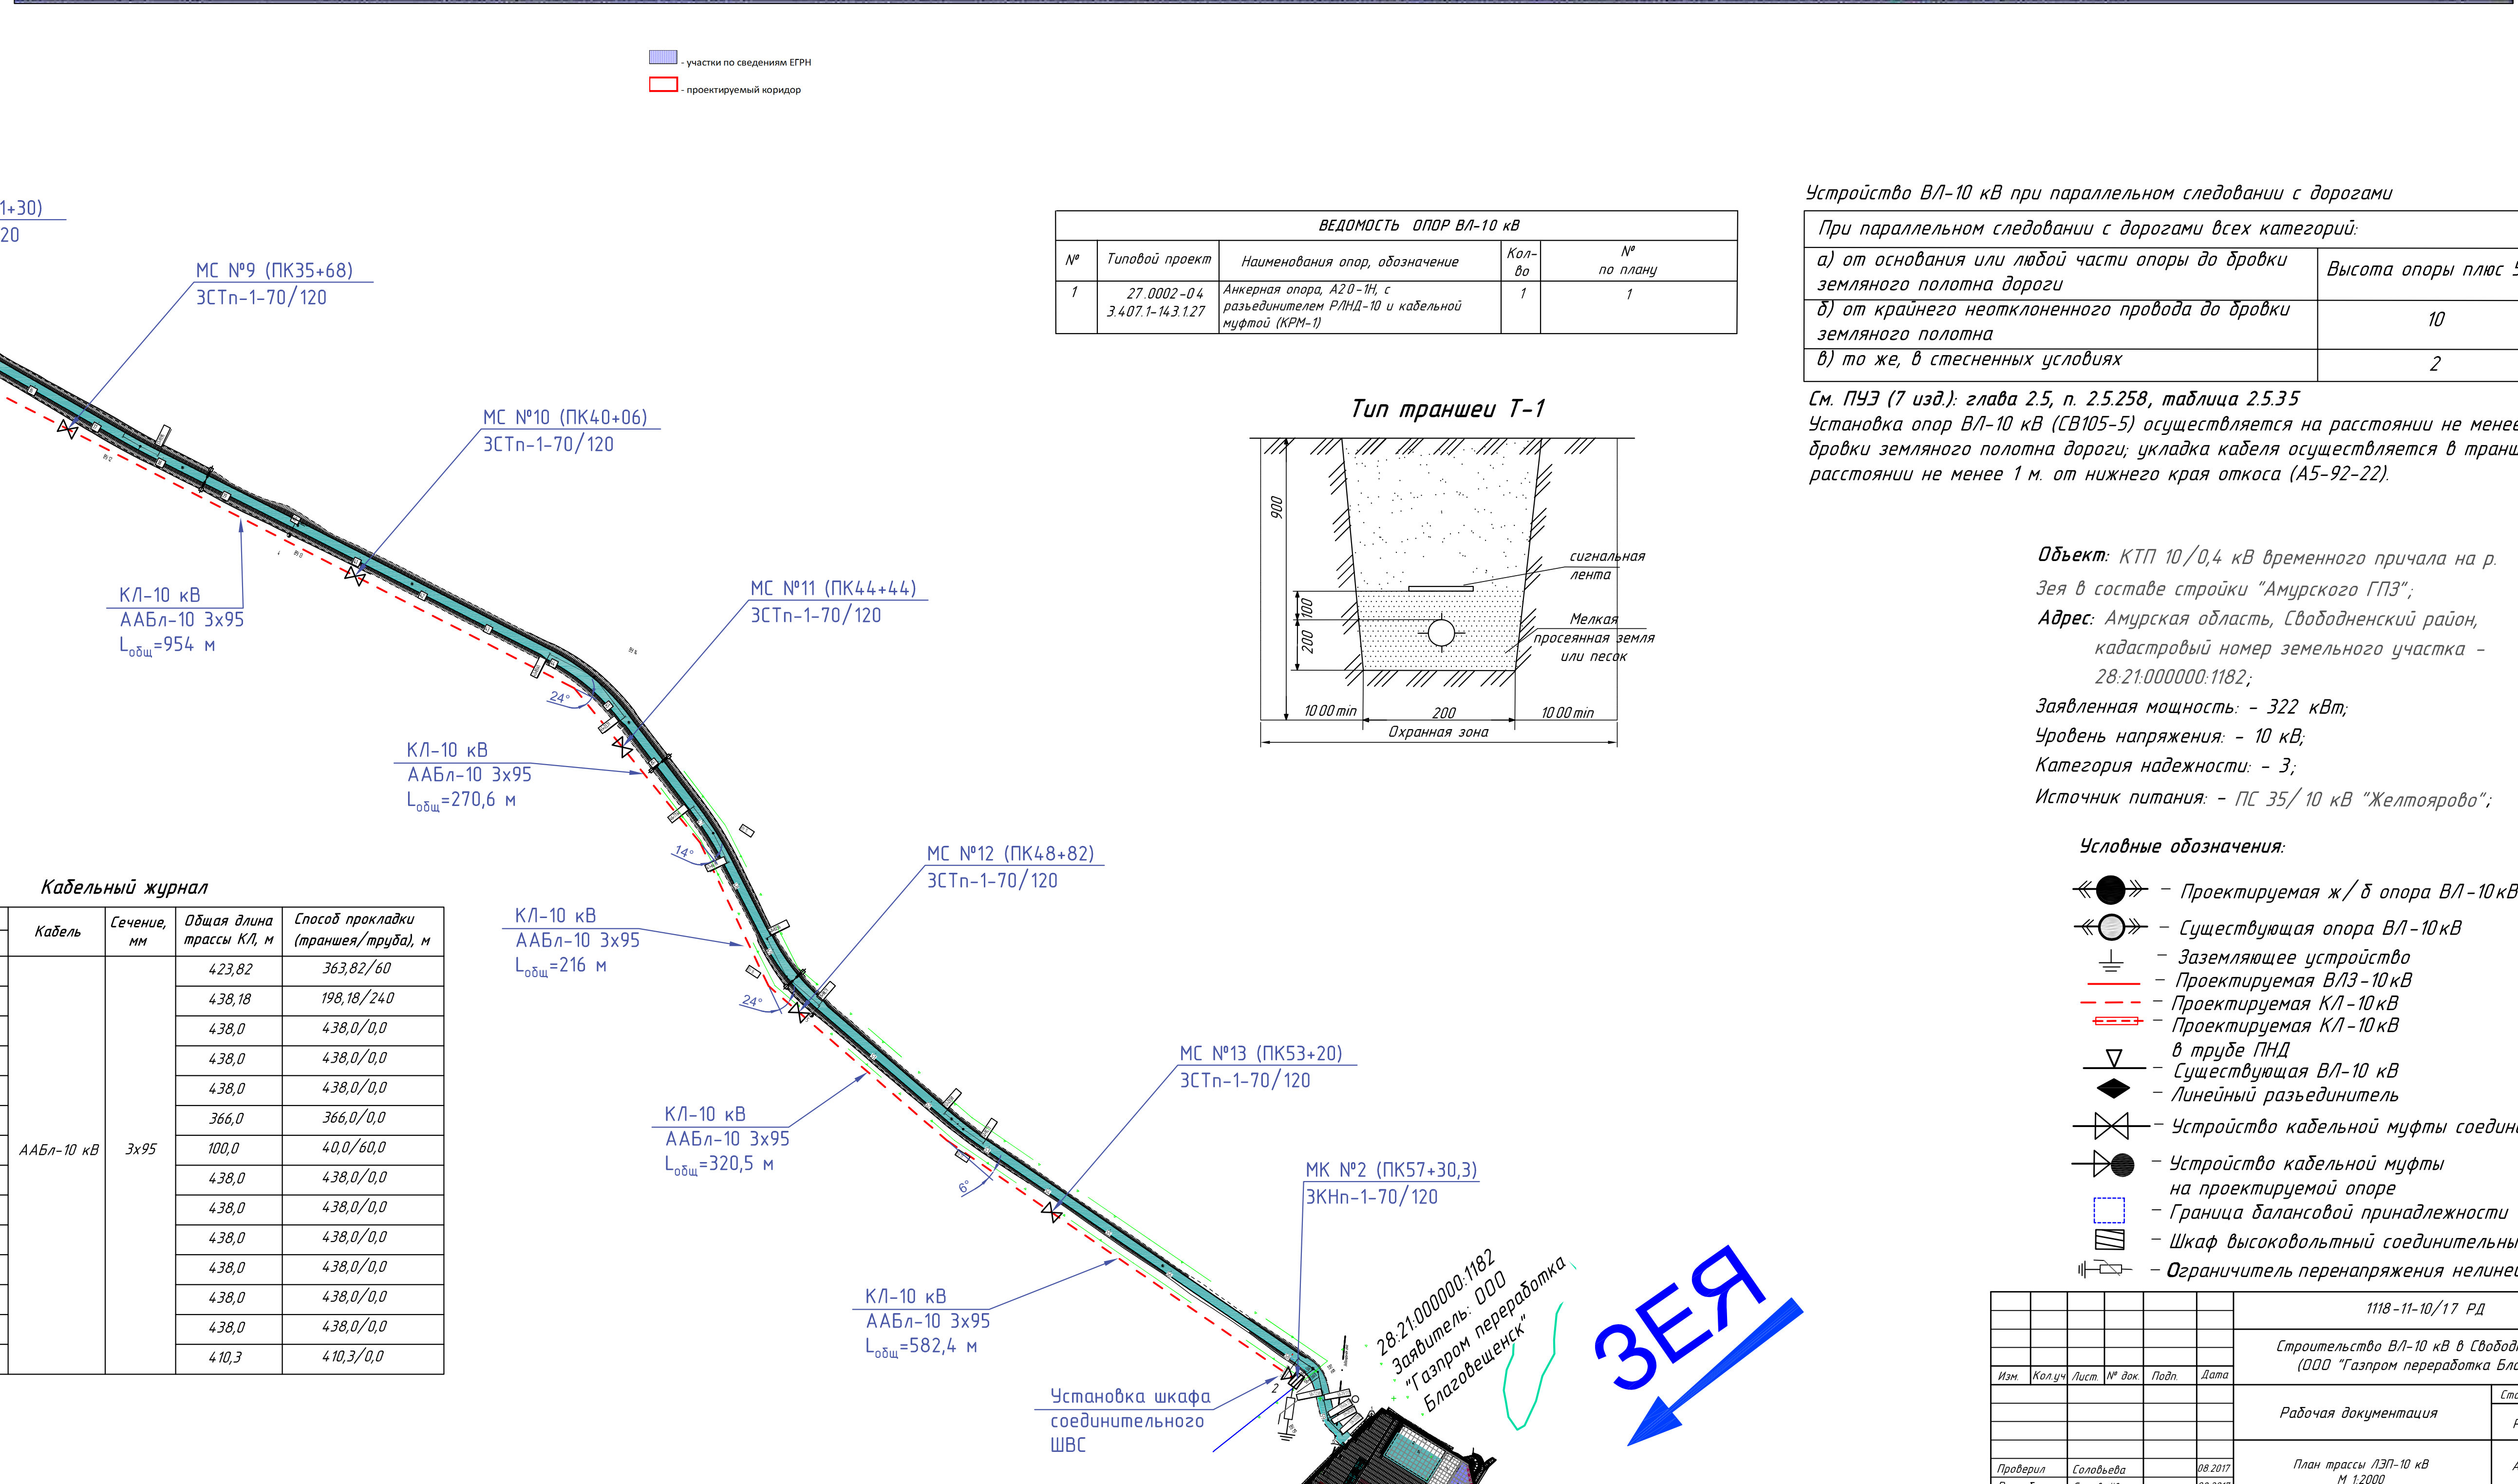 - участки по сведениям ЕГРН
- проектируемый коридор
1+30)
20
МС №9 (ПК35+68)
3СТп-1-70/120
МС №10 (ПК40+06)
3СТп-1-70/120
КЛ-10 кВ
ААБл-10 3х95
Lобщ=954 м
МС №11 (ПК44+44)
3СТп-1-70/120
24°
КЛ-10 кВ
ААБл-10 3х95
Lобщ=270,6 м
14°
МС №12 (ПК48+82)
3СТп-1-70/120
КЛ-10 кВ
ААБл-10 3х95
Lобщ=216 м
24°
МС №13 (ПК53+20)
3СТп-1-70/120
КЛ-10 кВ
ААБл-10 3х95
Lобщ=320,5 м
6°
МК №2 (ПК57+30,3)
3КНп-1-70/120
КЛ-10 кВ
ААБл-10 3х95
Lобщ=582,4 м
Установка шкафа
соединительного
ШВС
2
28:21:000000:1182
Заявитель: ООО
"Газпром переработка
Благовещенск"
ЗЕЯ
ВЕДОМОСТЬ ОПОР ВЛ-10 кВ
№ Типовой проект Наименования опор, обозначение Кол-во № по плану
1 27.0002-04 3.407.1-143.1.27 Анкерная опора, А20-1Н, с разъединителем РЛНД-10 и кабельной муфтой (КРМ-1) 1 1
Тип траншеи Т-1
900
100
200
сигнальная
лента
Мелкая
просеянная земля
или песок
1000 min 200 1000 min
Охранная зона
Кабельный журнал
Кабель Сечение, мм Общая длина трассы КЛ, м Способ прокладки (траншея/труба), м
423,82 363,82/60
438,18 198,18/240
438,0 438,0/0,0
438,0 438,0/0,0
438,0 438,0/0,0
366,0 366,0/0,0
ААБл-10 кВ 3х95 100,0 40,0/60,0
438,0 438,0/0,0
438,0 438,0/0,0
438,0 438,0/0,0
438,0 438,0/0,0
438,0 438,0/0,0
438,0 438,0/0,0
410,3 410,3/0,0
Устройство ВЛ-10 кВ при параллельном следовании с дорогами
При параллельном следовании с дорогами всех категорий:
а) от основания или любой части опоры до бровки
земляного полотна дороги
Высота опоры плюс 5
б) от крайнего неотклоненного провода до бровки
земляного полотна
10
в) то же, в стесненных условиях
2
См. ПУЭ (7 изд.): глава 2.5, п. 2.5.258, таблица 2.5.35
Установка опор ВЛ-10 кВ (СВ105-5) осуществляется на расстоянии не менее
бровки земляного полотна дороги; укладка кабеля осуществляется в транш
расстоянии не менее 1 м. от нижнего края откоса (А5-92-22).
Объект: КТП 10/0,4 кВ временного причала на р.
Зея в составе стройки "Амурского ГПЗ";
Адрес: Амурская область, Свободненский район,
кадастровый номер земельного участка -
28:21:000000:1182;
Заявленная мощность: - 322 кВт;
Уровень напряжения: - 10 кВ;
Категория надежности: - 3;
Источник питания: - ПС 35/10 кВ "Желтоярово";
Условные обозначения:
- Проектируемая ж/б опора ВЛ-10кВ
- Существующая опора ВЛ-10кВ
- Заземляющее устройство
- Проектируемая ВЛЗ-10кВ
- Проектируемая КЛ-10кВ
- Проектируемая КЛ-10кВ
в трубе ПНД
- Существующая ВЛ-10 кВ
- Линейный разъединитель
- Устройство кабельной муфты соедин
- Устройство кабельной муфты
на проектируемой опоре
- Граница балансовой принадлежности
- Шкаф высоковольтный соединительны
- Ограничитель перенапряжения нелиней
1118-11-10/17 РД
Строительство ВЛ-10 кВ в Свобод
(ООО "Газпром переработка Бла
Изм. Кол.уч Лист. № док. Подп. Дата
Рабочая документация
Ста
Проверил Соловьева 08.2017
План трассы ЛЭП-10 кВ
М 1:2000